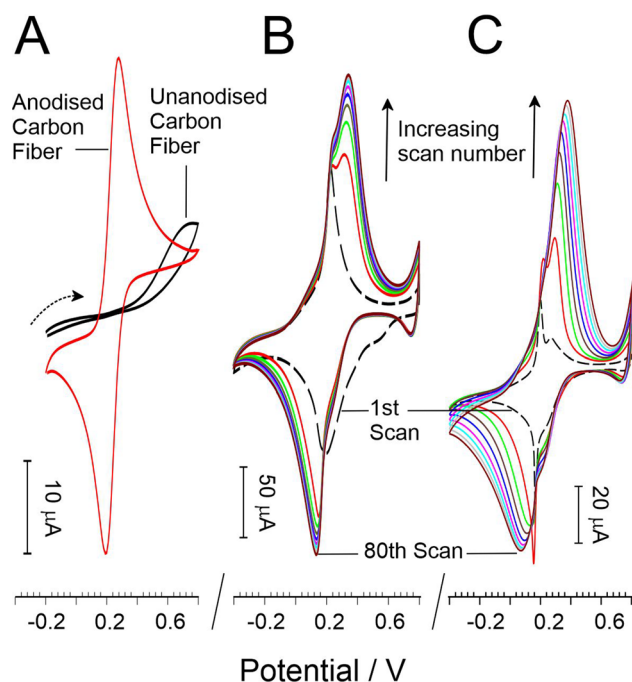 A
B
C
Anodised
Carbon
Fiber
Unanodised
Carbon
Fiber
Increasing
scan number
1st
Scan
80th Scan
10 µA
50 µA
20 µA
-0.2 0.2 0.6
-0.2 0.2 0.6
-0.2 0.2 0.6
Potential / V